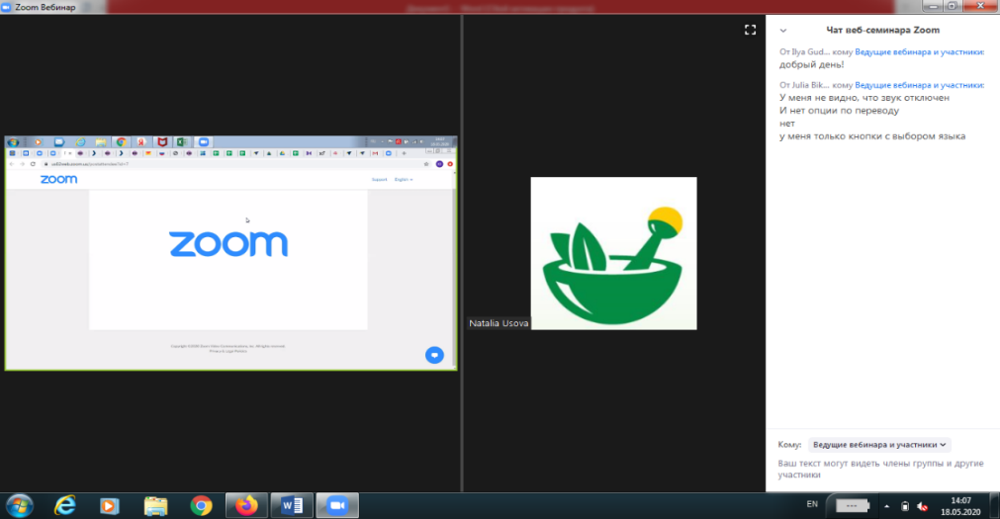 Zoom Вебинар
zoom
Support English
zoom
Natalia Usova
Чат веб-семинара Zoom
От Ilya Gud... кому Ведущие вебинара и участники:
добрый день!
От Julia Bik... кому Ведущие вебинара и участники:
У меня не видно, что звук отключен
И нет опции по переводу
нет
у меня только кнопки с выбором языка
Кому: Ведущие вебинара и участники
Ваш текст могут видеть члены группы и другие
участники
EN
14:07
18.05.2020